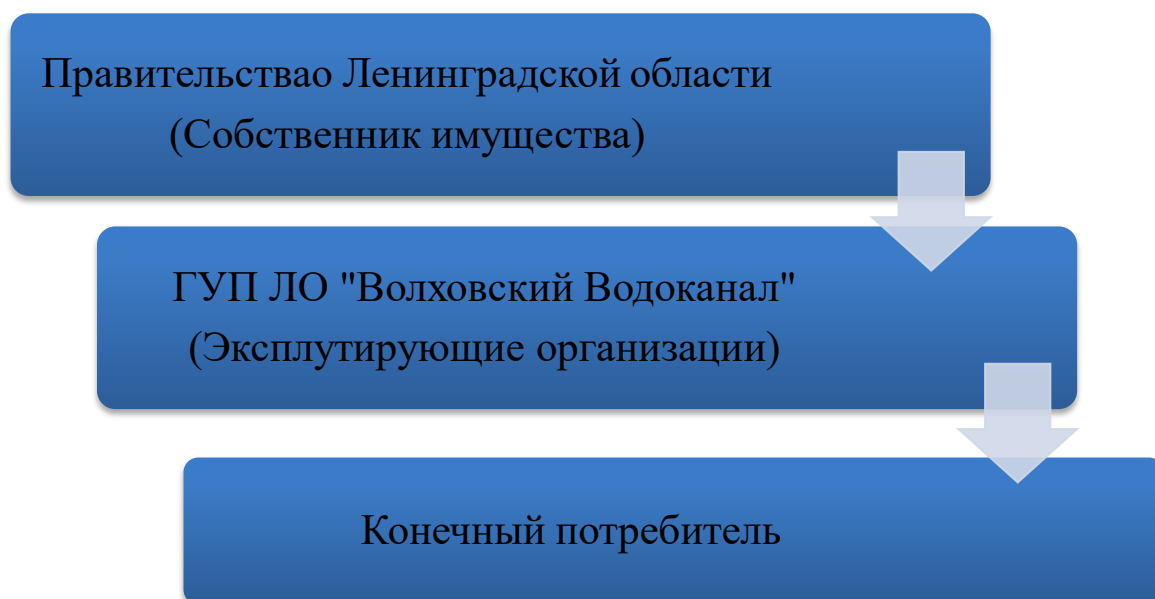 Правительствао Ленинградской области
(Собственник имущества)
ГУП ЛО "Волховский Водоканал"
(Эксплутирующие организации)
Конечный потребитель